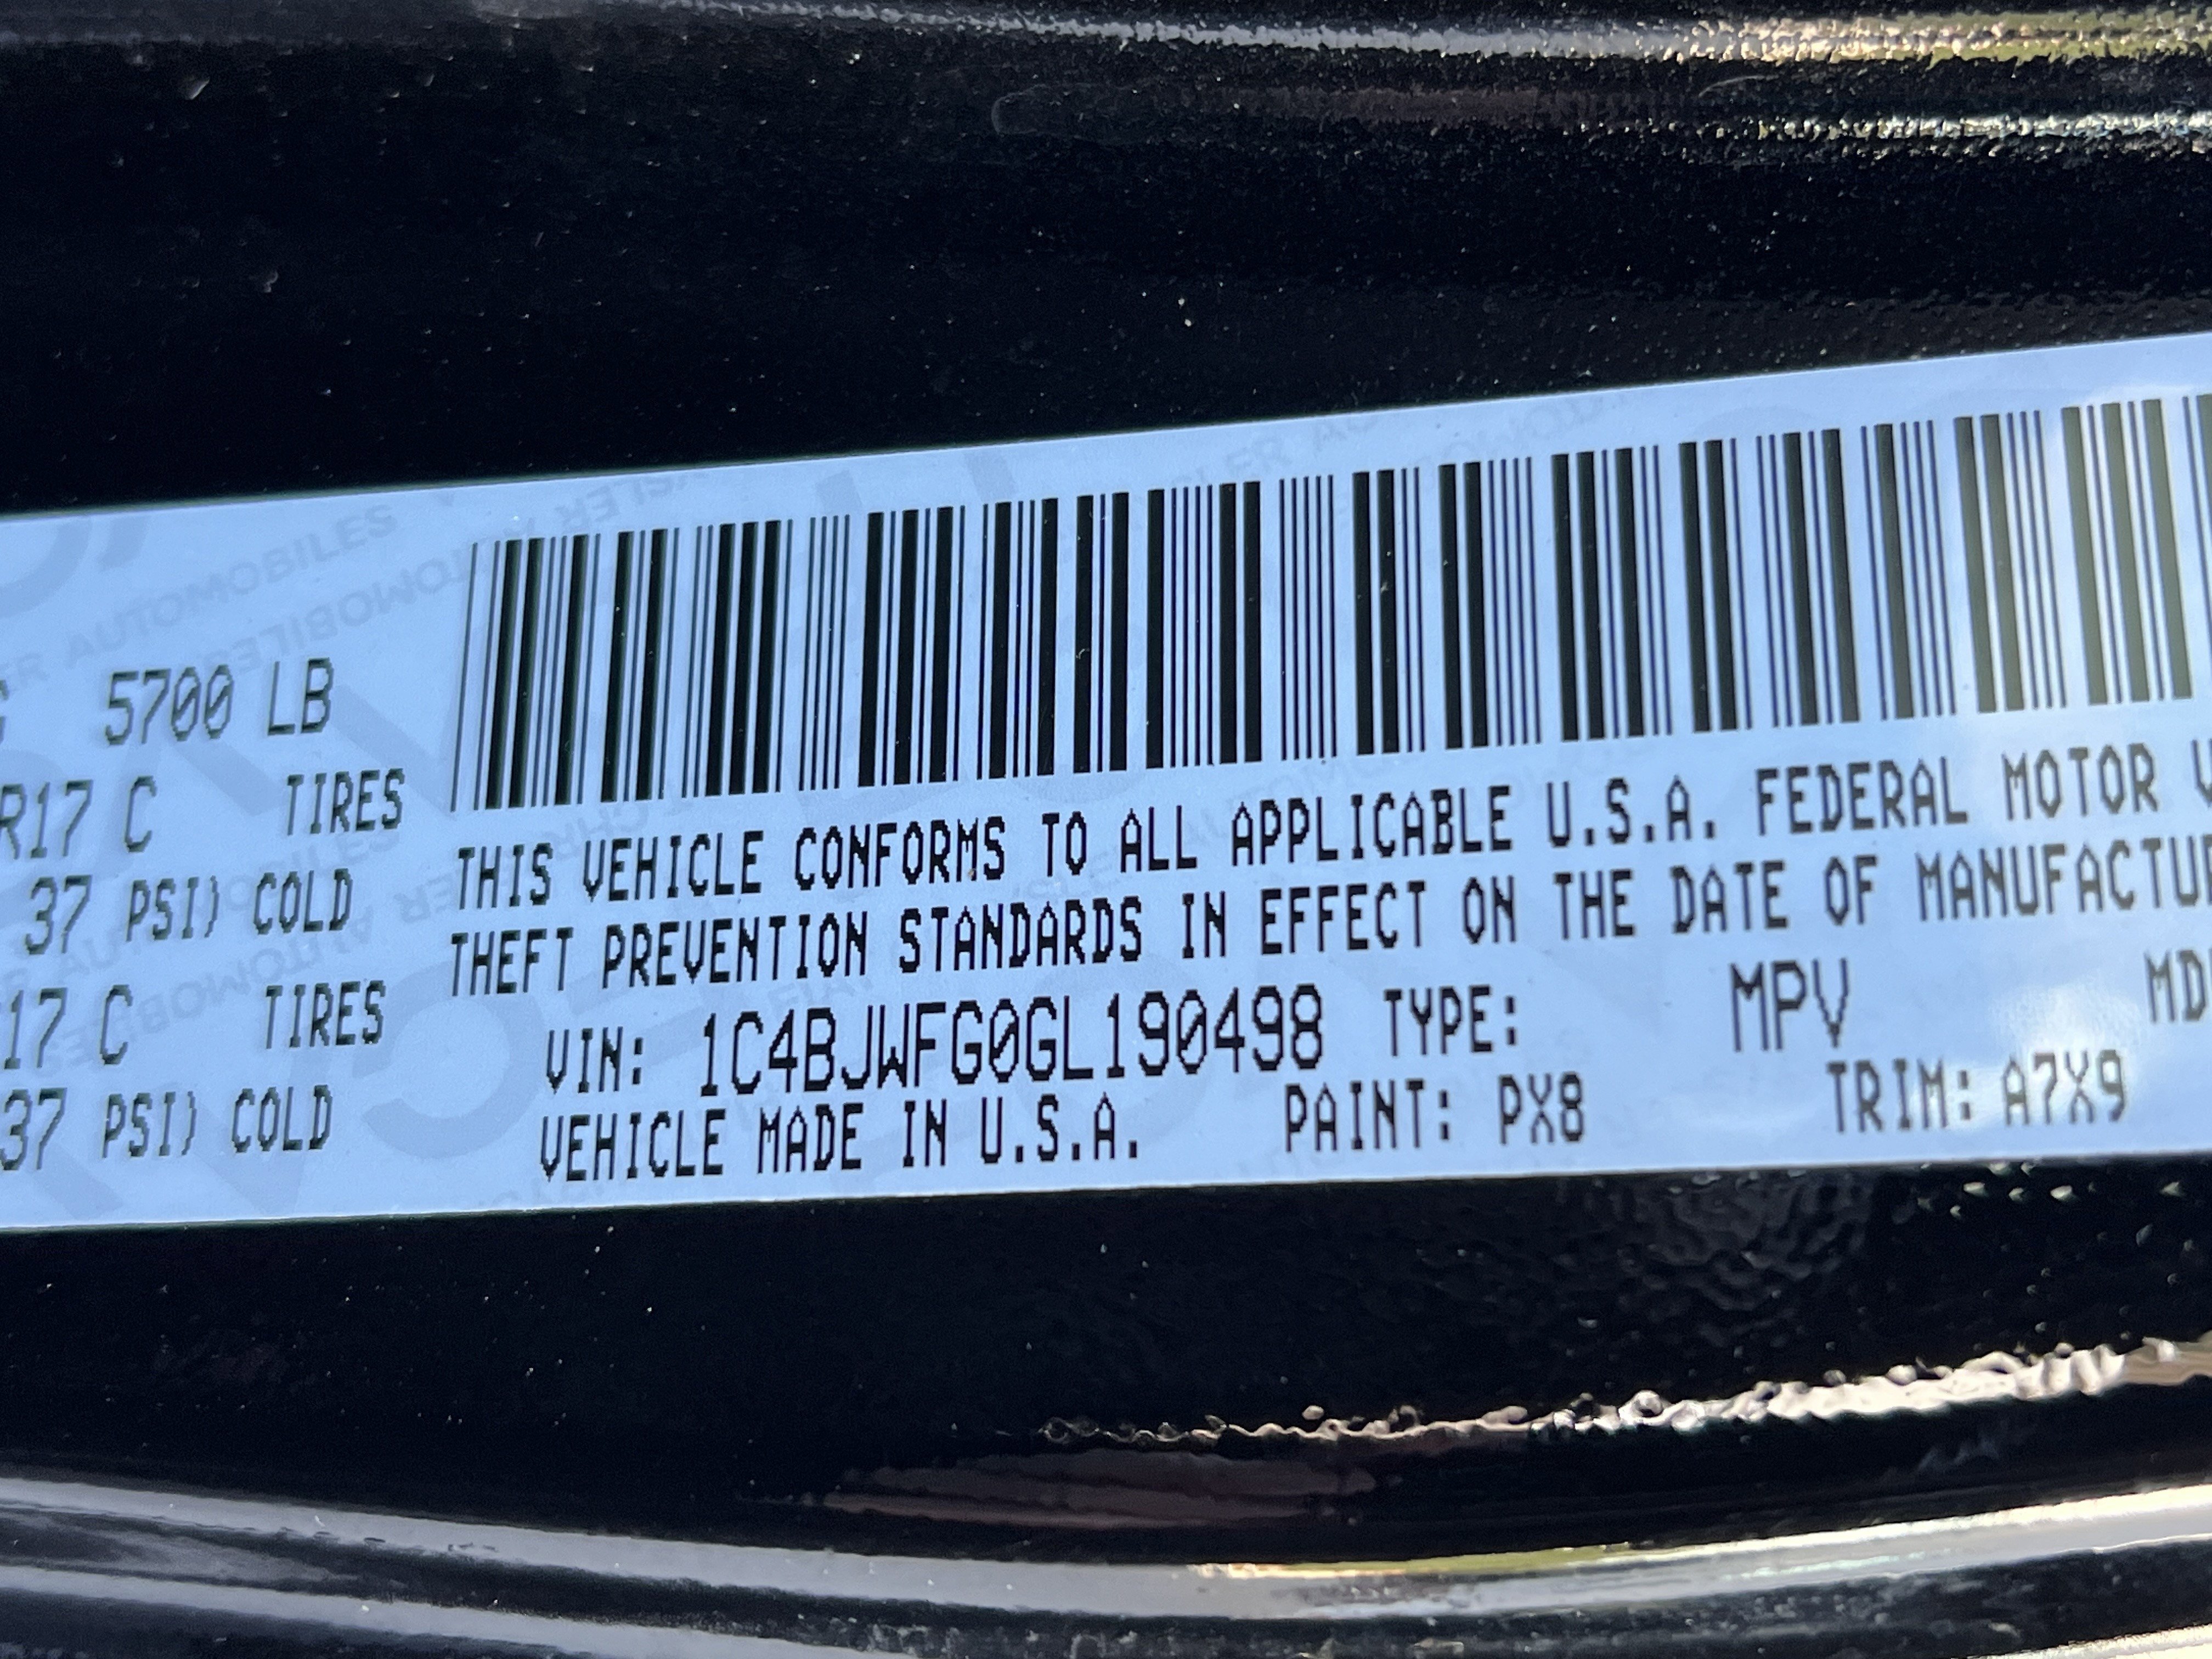 5700 LB
R17 C TIRES
37 PSI) COLD
17 C TIRES
37 PSI) COLD
THIS VEHICLE CONFORMS TO ALL APPLICABLE U.S.A. FEDERAL MOTOR
THEFT PREVENTION STANDARDS IN EFFECT ON THE DATE OF MANUFACTU
VIN: 1C4BJWFG0GL190498 TYPE: MPV MD
VEHICLE MADE IN U.S.A. PAINT: PX8 TRIM: A7X9